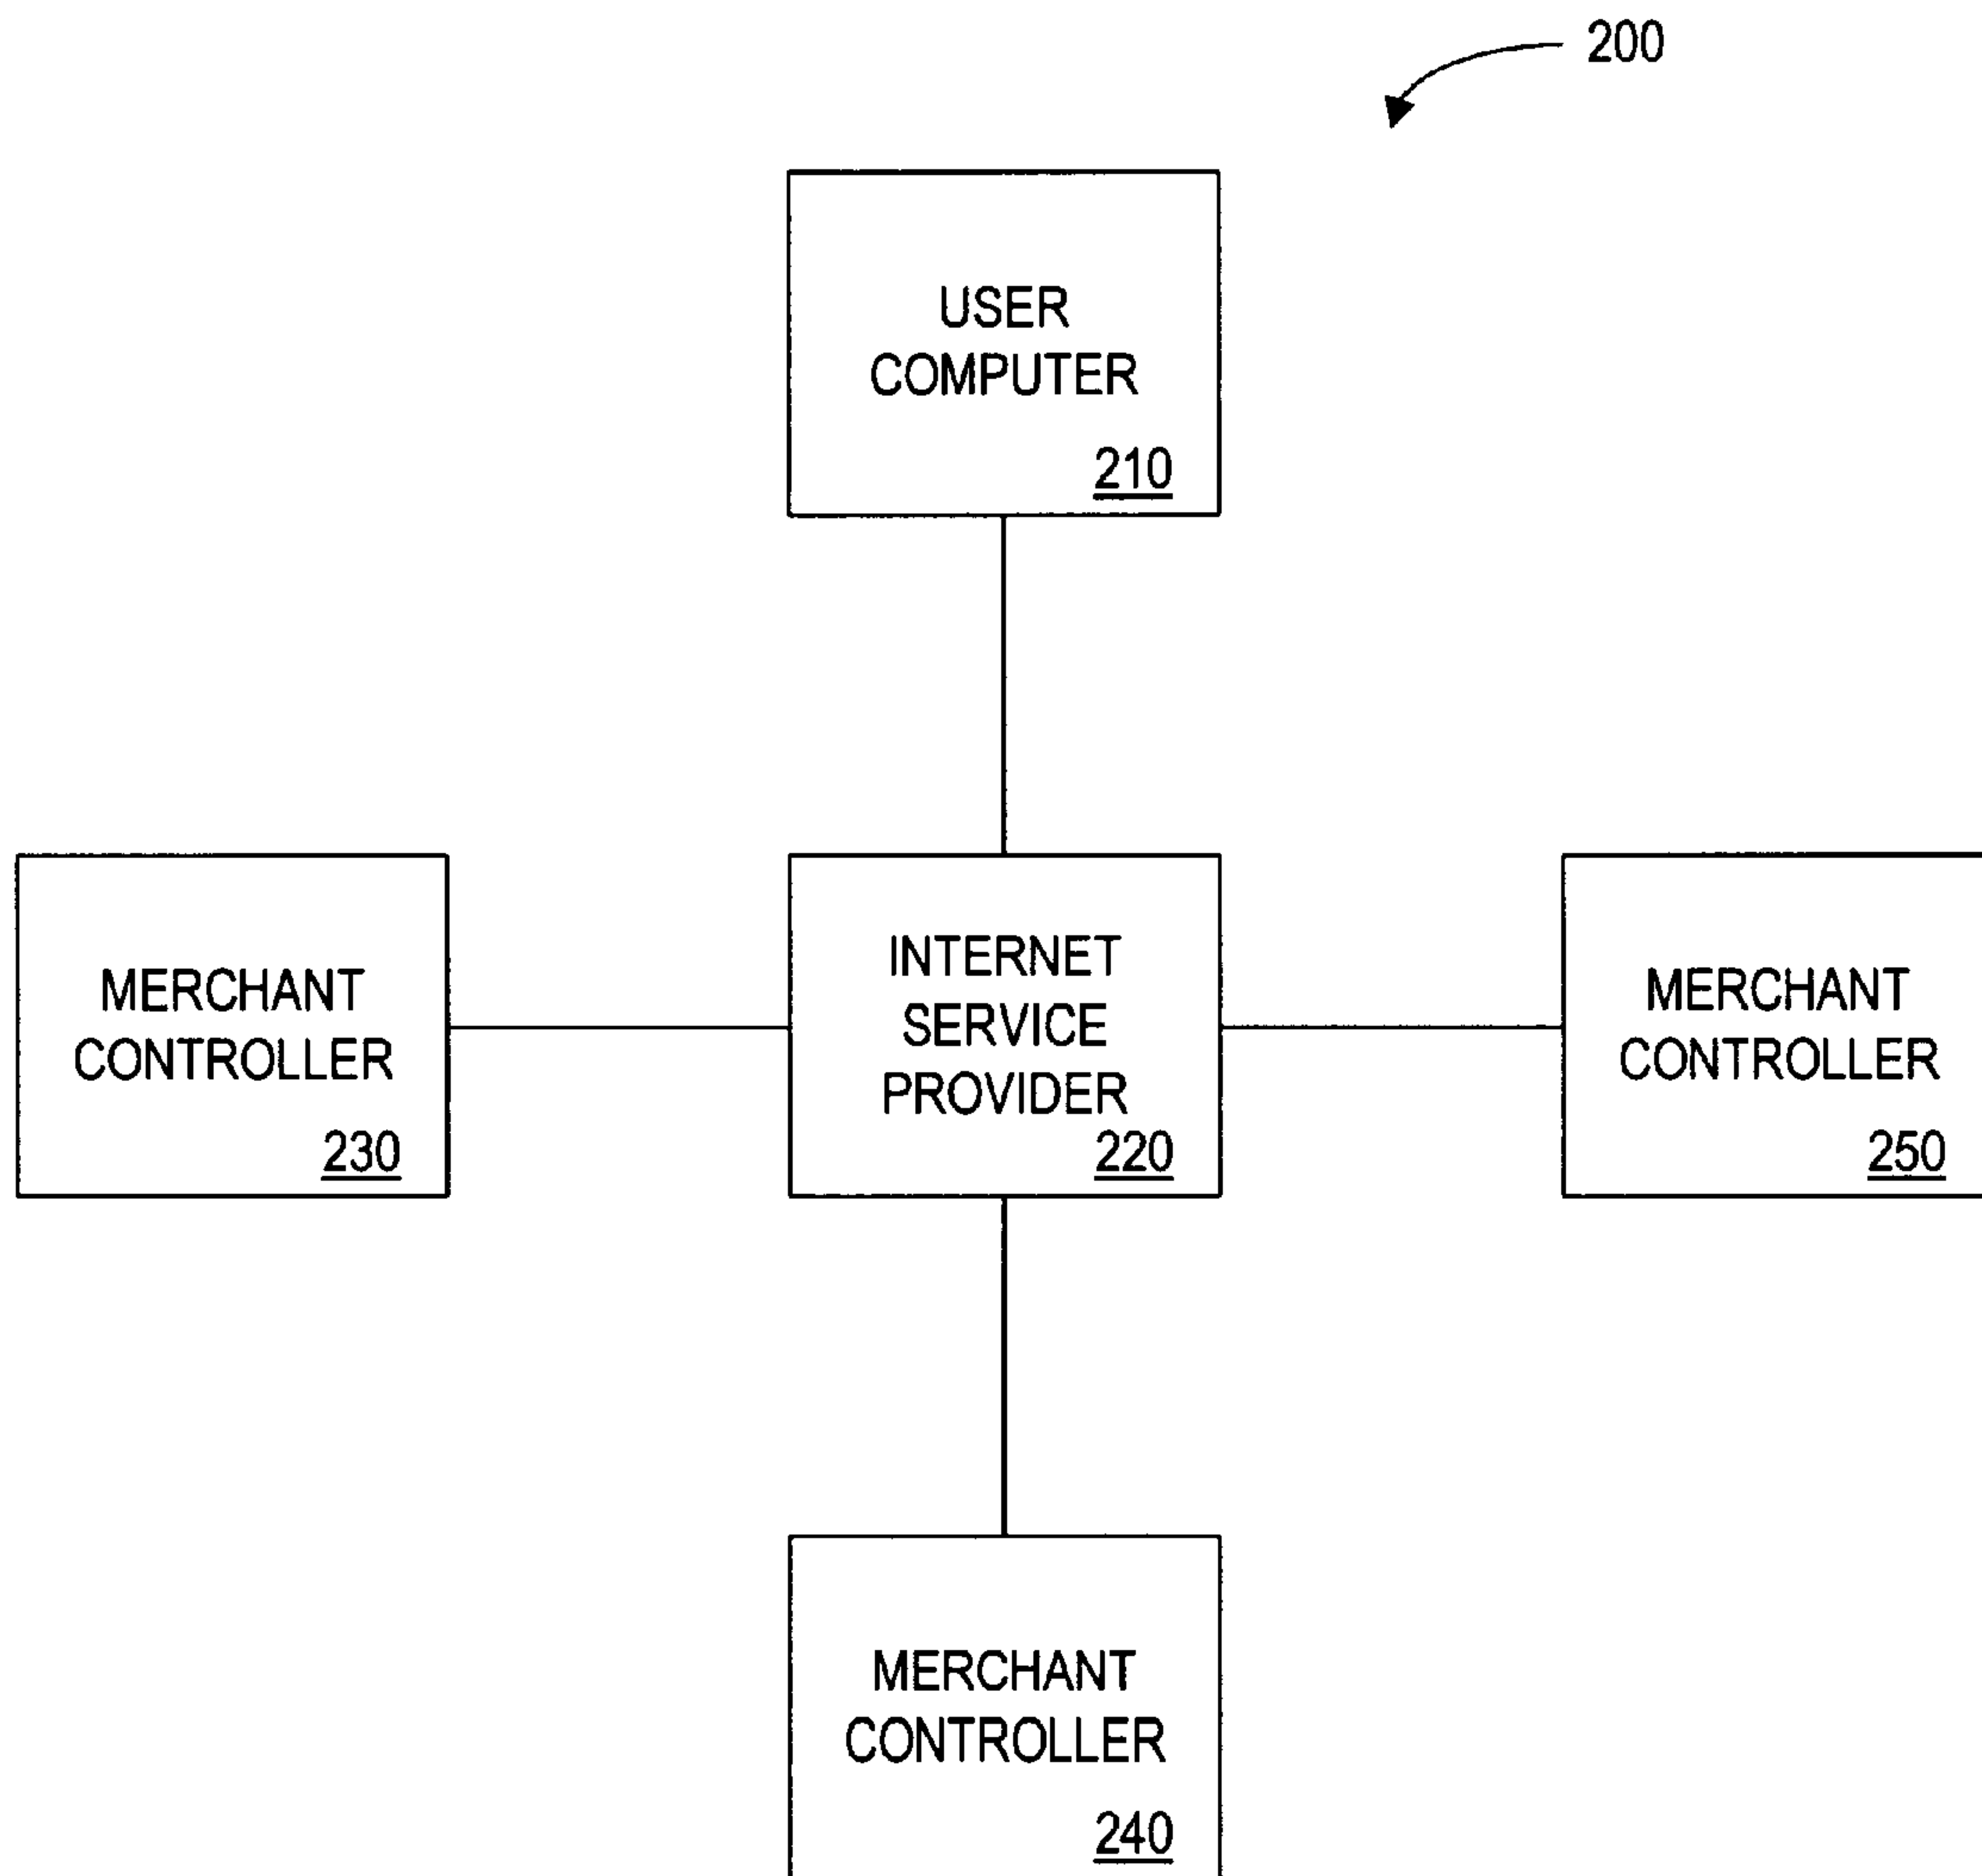 200
USER
COMPUTER
210
MERCHANT
CONTROLLER
230
INTERNET
SERVICE
PROVIDER
220
MERCHANT
CONTROLLER
250
MERCHANT
CONTROLLER
240